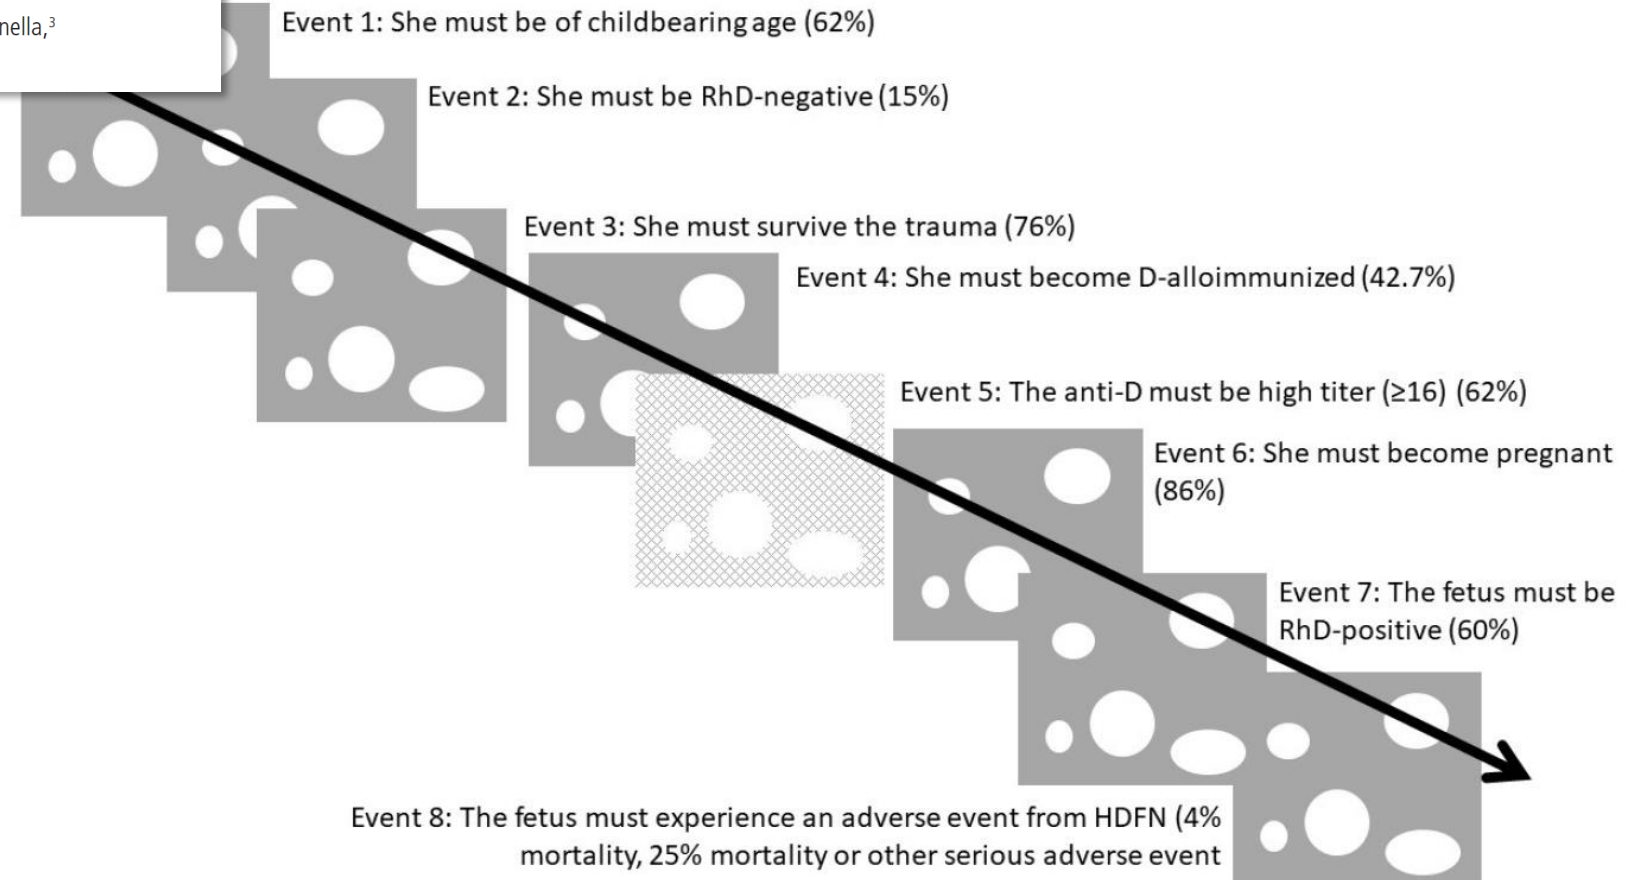 nella,³
Event 1: She must be of childbearing age (62%)
Event 2: She must be RhD-negative (15%)
Event 3: She must survive the trauma (76%)
Event 4: She must become D-alloimmunized (42.7%)
Event 5: The anti-D must be high titer (≥16) (62%)
Event 6: She must become pregnant
(86%)
Event 7: The fetus must be
RhD-positive (60%)
Event 8: The fetus must experience an adverse event from HDFN (4%
mortality, 25% mortality or other serious adverse event